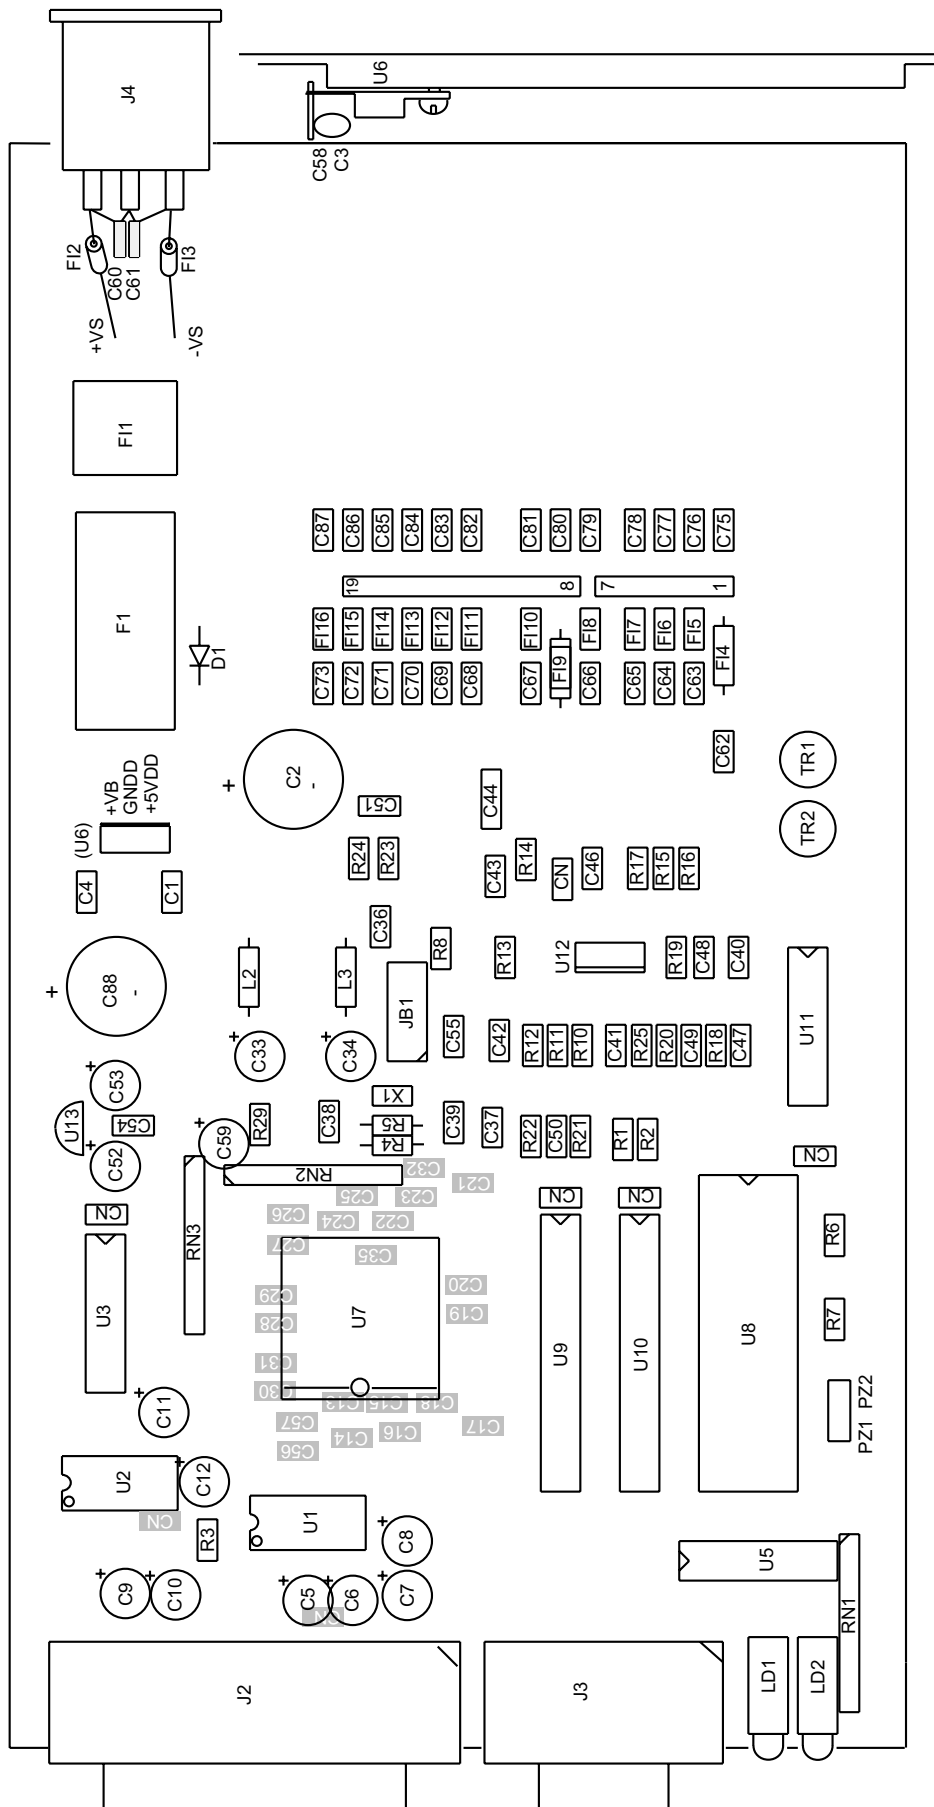 J4
U6
C58
C3
FI2
C60
C61
FI3
+VS
-VS
FI1
C87
C86
C85
C84
C83
C82
C81
C80
C79
C78
C77
C76
C75
19
8
7
1
F1
D1
FI16
FI15
FI14
FI13
FI12
FI11
FI10
FI9
FI8
FI7
FI6
FI5
FI4
C73
C72
C71
C70
C69
C68
C67
C66
C65
C64
C63
C62
TR1
TR2
(U6)
+VB
GNDD
+5VDD
+
C2
-
C51
C44
C4
C1
R24
R23
C43
R14
CN
C46
R17
R15
R16
+
C88
-
L2
L3
C36
R8
R13
U12
R19
C48
C40
JB1
U11
+
C33
+
C34
C55
C42
R12
R11
R10
C41
R25
R20
C49
R18
C47
+
C53
U13
C54
+
C52
+
C59
R29
C38
X1
R5
R4
C39
C37
R22
C50
R21
R1
R2
CN
RN2
C32
C25
C23
C21
C26
C24
C22
C27
C35
CN
RN3
CN
CN
U3
C29
C28
C31
C30
U7
C20
C19
U9
U10
U8
R6
R7
C13
C15
C18
C57
C14
C16
C17
C56
+
C11
PZ1
PZ2
U2
+
C12
CN
R3
U1
+
C8
+
C9
+
C10
+
C5
+
C6
CN
+
C7
U5
RN1
J2
J3
LD1
LD2